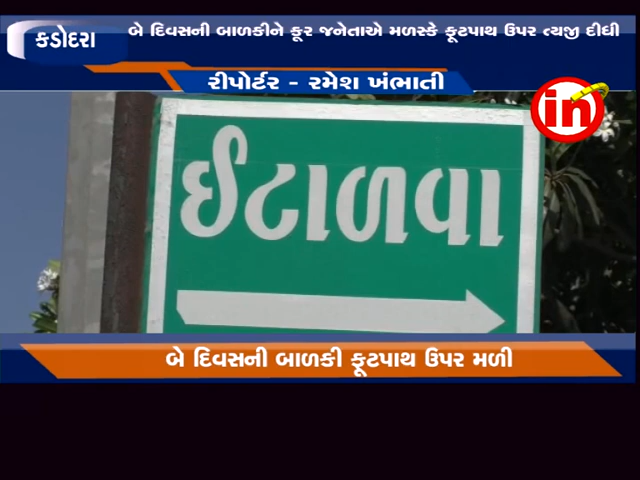 કડોદરા
બે દિવસની બાળકીને ક્રૂર જનેતાએ મળસ્કે ફૂટપાથ ઉપર ત્યજી દીધી
રીપોર્ટર - રમેશ ખંભાતી
in
ઈટાળવા
બે દિવસની બાળકી ફૂટપાથ ઉપર મળી